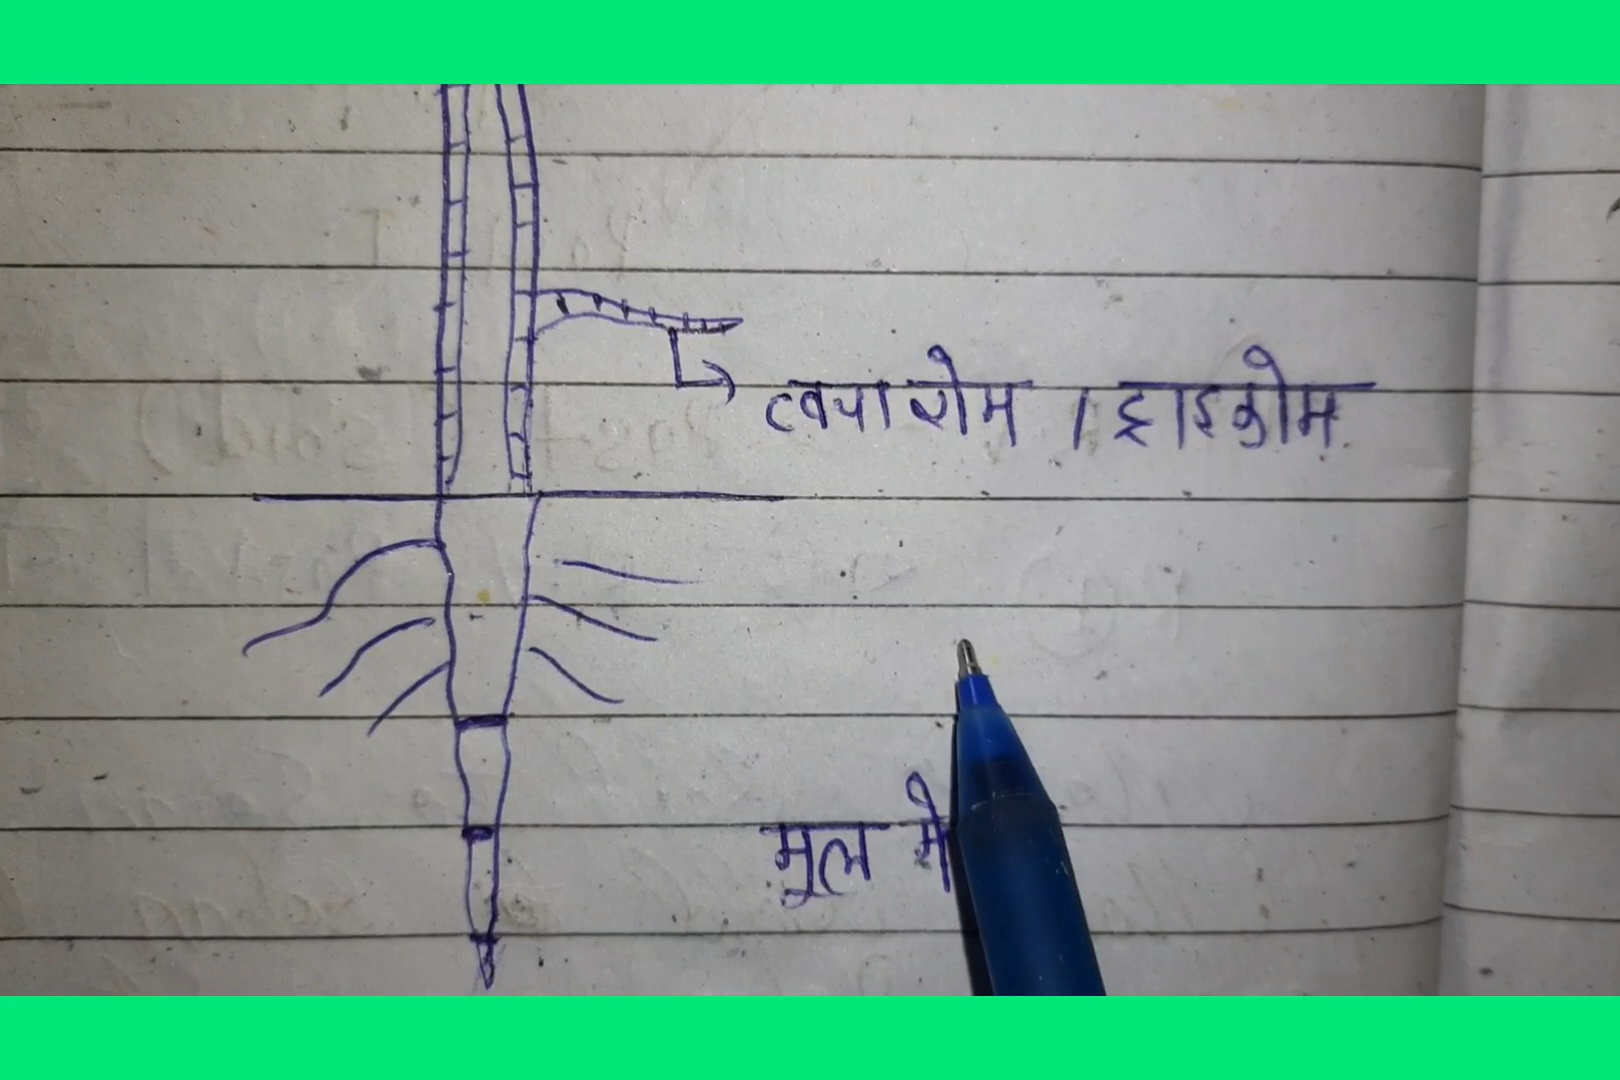 त्वचा रोम / ट्राइकोम
मूल मे